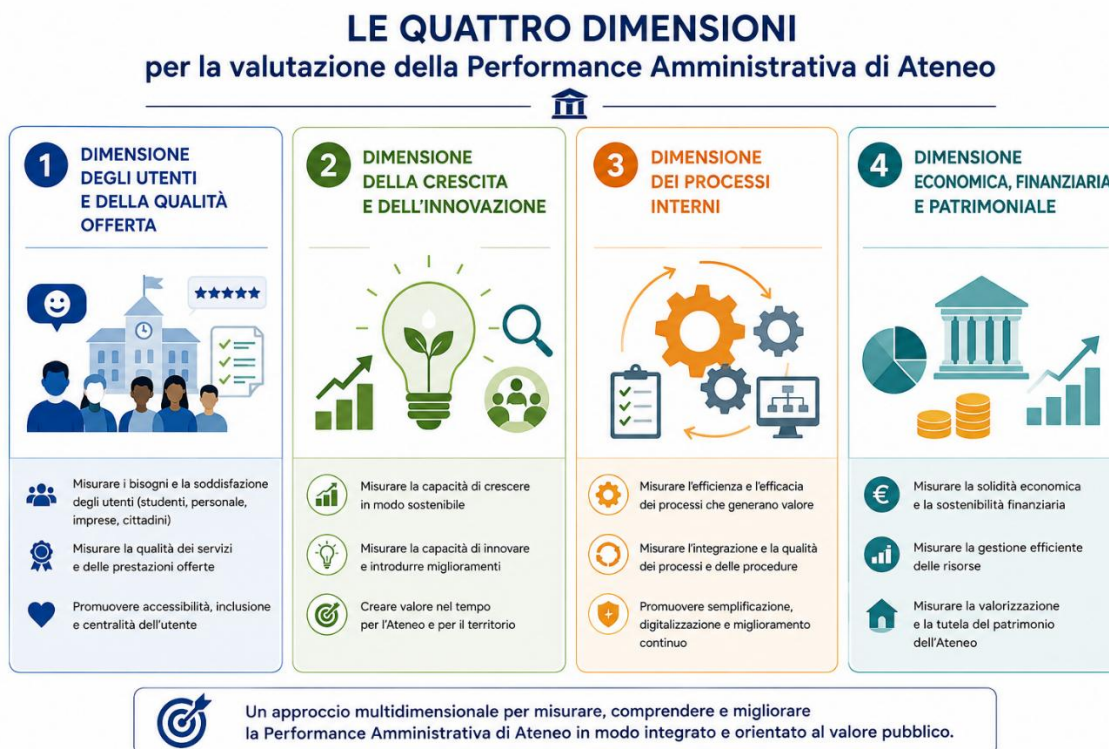 LE QUATTRO DIMENSIONI
per la valutazione della Performance Amministrativa di Ateneo
1
DIMENSIONE
DEGLI UTENTI
E DELLA QUALITÀ
OFFERTA
Misurare i bisogni e la soddisfazione
degli utenti (studenti, personale,
imprese, cittadini)
Misurare la qualità dei servizi
e delle prestazioni offerte
Promuovere accessibilità, inclusione
e centralità dell'utente
2
DIMENSIONE
DELLA CRESCITA
E DELL'INNOVAZIONE
Misurare la capacità di crescere
in modo sostenibile
Misurare la capacità di innovare
e introdurre miglioramenti
Creare valore nel tempo
per l'Ateneo e per il territorio
3
DIMENSIONE
DEI PROCESSI
INTERNI
Misurare l'efficienza e l'efficacia
dei processi che generano valore
Misurare l'integrazione e la qualità
dei processi e delle procedure
Promuovere semplificazione,
digitalizzazione e miglioramento
continuo
4
DIMENSIONE
ECONOMICA, FINANZIARIA
E PATRIMONIALE
€
Misurare la solidità economica
e la sostenibilità finanziaria
Misurare la gestione efficiente
delle risorse
Misurare la valorizzazione
e la tutela del patrimonio
dell'Ateneo
Un approccio multidimensionale per misurare, comprendere e migliorare
la Performance Amministrativa di Ateneo in modo integrato e orientato al valore pubblico.